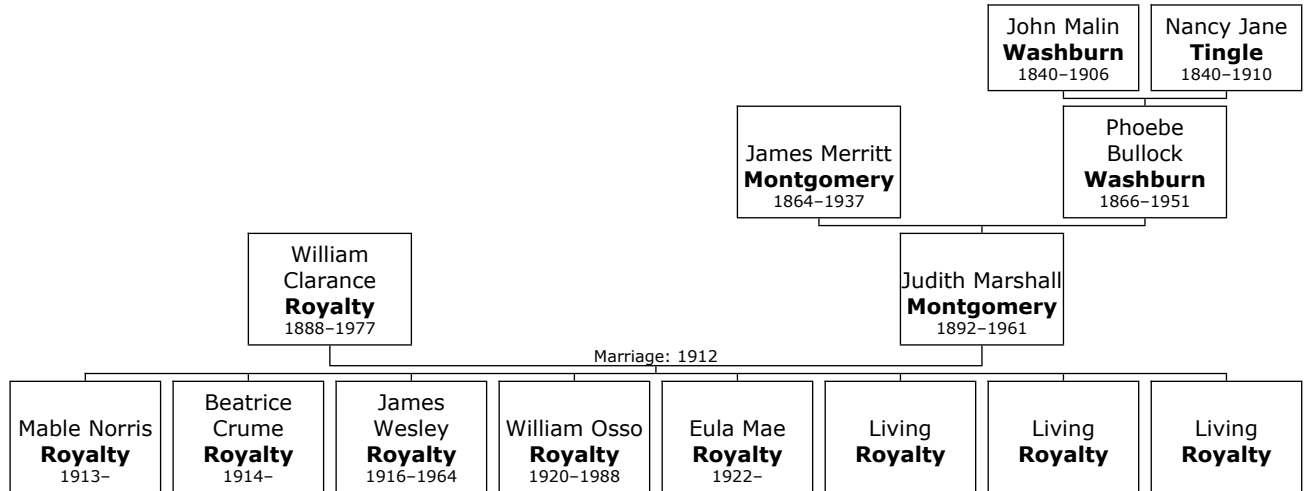 John Malin
Washburn
1840–1906
Nancy Jane
Tingle
1840–1910
James Merritt
Montgomery
1864–1937
Phoebe
Bullock
Washburn
1866–1951
William
Clarance
Royalty
1888–1977
Judith Marshall
Montgomery
1892–1961
Marriage: 1912
Mable Norris
Royalty
1913–
Beatrice
Crume
Royalty
1914–
James
Wesley
Royalty
1916–1964
William Osso
Royalty
1920–1988
Eula Mae
Royalty
1922–
Living
Royalty
Living
Royalty
Living
Royalty